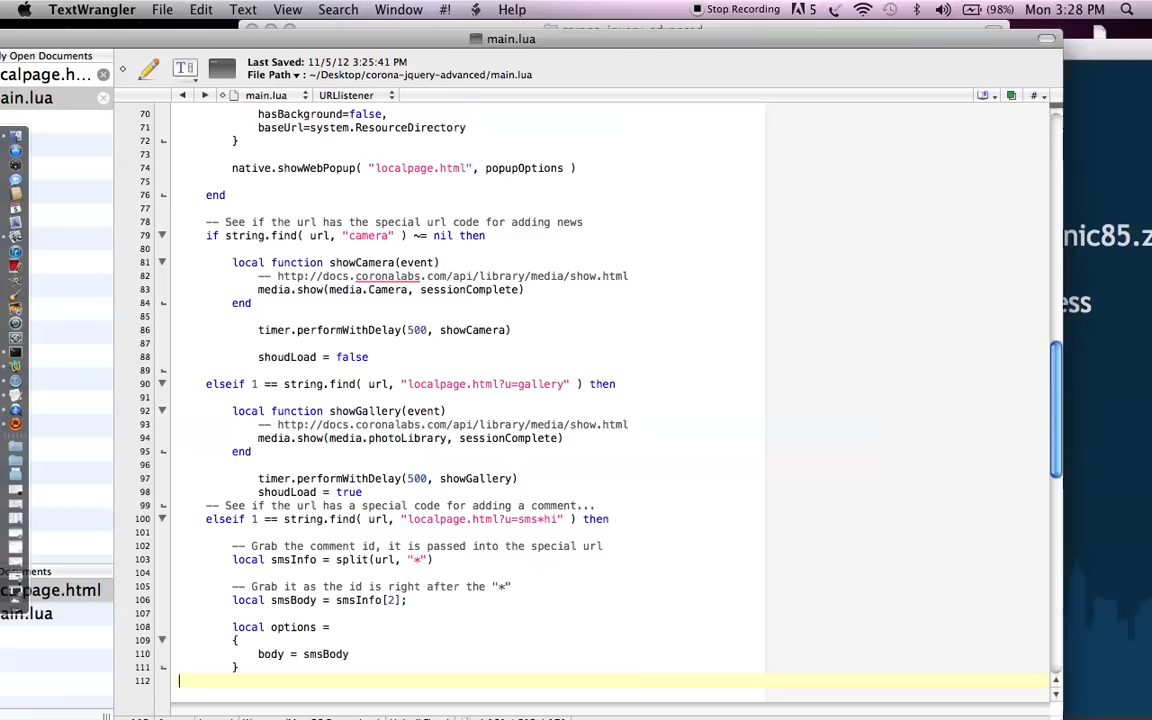 TextWrangler File Edit Text View Search Window #! Help Stop Recording 5 (98%) Mon 3:28 PM
main.lua
My Open Documents
calpage.h...
ain.lua
Last Saved: 11/5/12 3:25:41 PM
File Path ▾ : ~/Desktop/corona-jquery-advanced/main.lua
main.lua URLlistener #
70 hasBackground=false,
71 baseUrl=system.ResourceDirectory
72 }
73
74 native.showWebPopup( "localpage.html", popupOptions )
75
76 end
77
78 -- See if the url has the special url code for adding news
79 if string.find( url, "camera" ) ~= nil then
80
81 local function showCamera(event)
82 -- http://docs.coronalabs.com/api/library/media/show.html
83 media.show(media.Camera, sessionComplete)
84 end
85
86 timer.performWithDelay(500, showCamera)
87
88 shoudLoad = false
89
90 elseif 1 == string.find( url, "localpage.html?u=gallery" ) then
91
92 local function showGallery(event)
93 -- http://docs.coronalabs.com/api/library/media/show.html
94 media.show(media.photoLibrary, sessionComplete)
95 end
96
97 timer.performWithDelay(500, showGallery)
98 shoudLoad = true
99 -- See if the url has a special code for adding a comment...
100 elseif 1 == string.find( url, "localpage.html?u=sms*hi" ) then
101
102 -- Grab the comment id, it is passed into the special url
103 local smsInfo = split(url, "*")
104
105 -- Grab it as the id is right after the "*"
106 local smsBody = smsInfo[2];
107
108 local options =
109 {
110 body = smsBody
111 }
112
cuments
calpage.html
ain.lua
nic85.z
ess